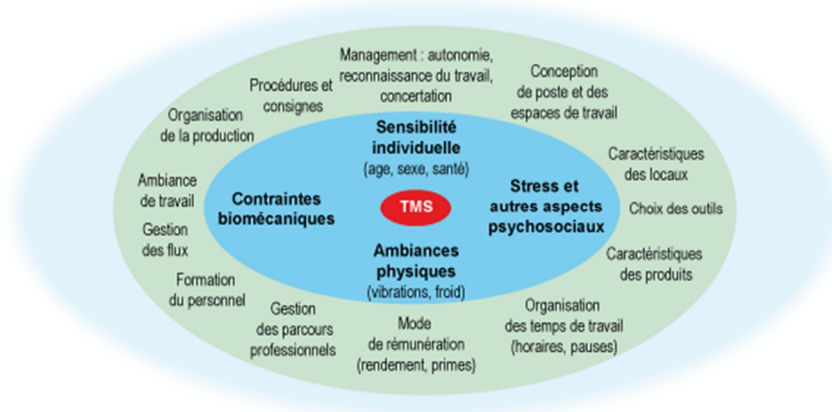 Management : autonomie,
reconnaissance du travail,
concertation
Conception
de poste et des
espaces de travail
Procédures et
consignes
Organisation
de la production
Sensibilité
individuelle
(age, sexe, santé)
Caractéristiques
des locaux
Ambiance
de travail
Contraintes
biomécaniques
TMS
Stress et
autres aspects
psychosociaux
Choix des outils
Gestion
des flux
Ambiances
physiques
(vibrations, froid)
Caractéristiques
des produits
Formation
du personnel
Gestion
des parcours
professionnels
Mode
de rémunération
(rendement, primes)
Organisation
des temps de travail
(horaires, pauses)